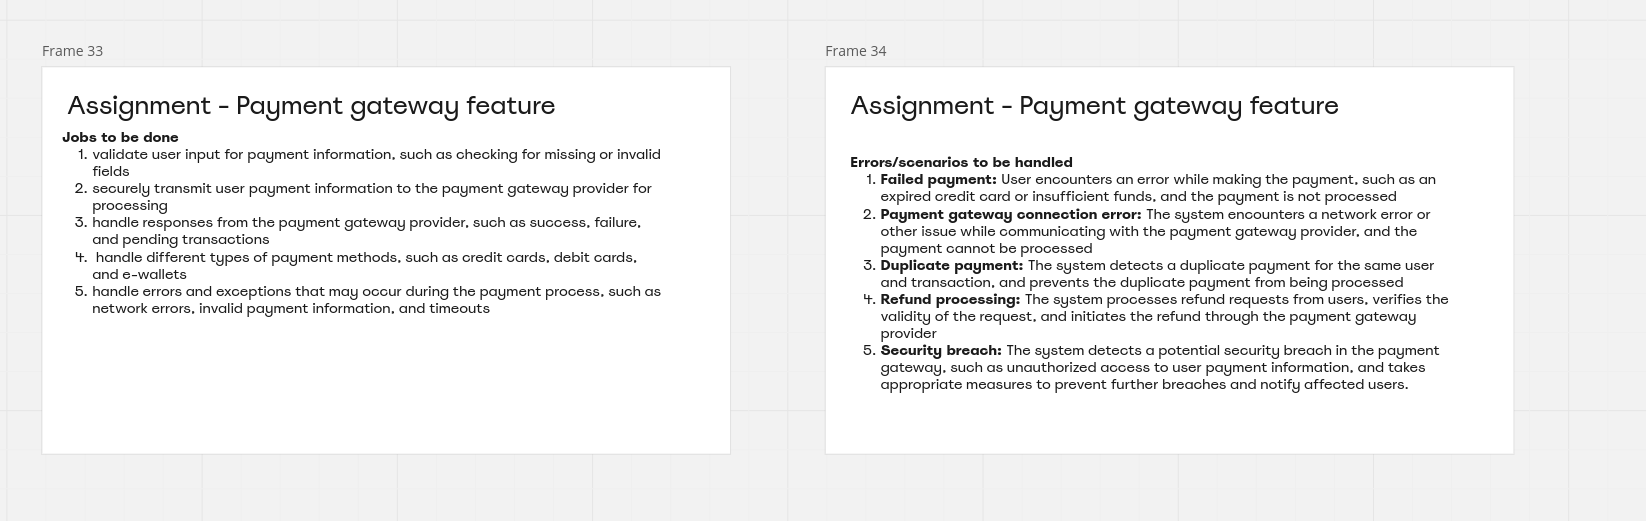 Frame 33
Assignment - Payment gateway feature
Jobs to be done
1. validate user input for payment information, such as checking for missing or invalid
fields
2. securely transmit user payment information to the payment gateway provider for
processing
3. handle responses from the payment gateway provider, such as success, failure,
and pending transactions
4. handle different types of payment methods, such as credit cards, debit cards,
and e-wallets
5. handle errors and exceptions that may occur during the payment process, such as
network errors, invalid payment information, and timeouts
Frame 34
Assignment - Payment gateway feature
Errors/scenarios to be handled
1. Failed payment: User encounters an error while making the payment, such as an
expired credit card or insufficient funds, and the payment is not processed
2. Payment gateway connection error: The system encounters a network error or
other issue while communicating with the payment gateway provider, and the
payment cannot be processed
3. Duplicate payment: The system detects a duplicate payment for the same user
and transaction, and prevents the duplicate payment from being processed
4. Refund processing: The system processes refund requests from users, verifies the
validity of the request, and initiates the refund through the payment gateway
provider
5. Security breach: The system detects a potential security breach in the payment
gateway, such as unauthorized access to user payment information, and takes
appropriate measures to prevent further breaches and notify affected users.